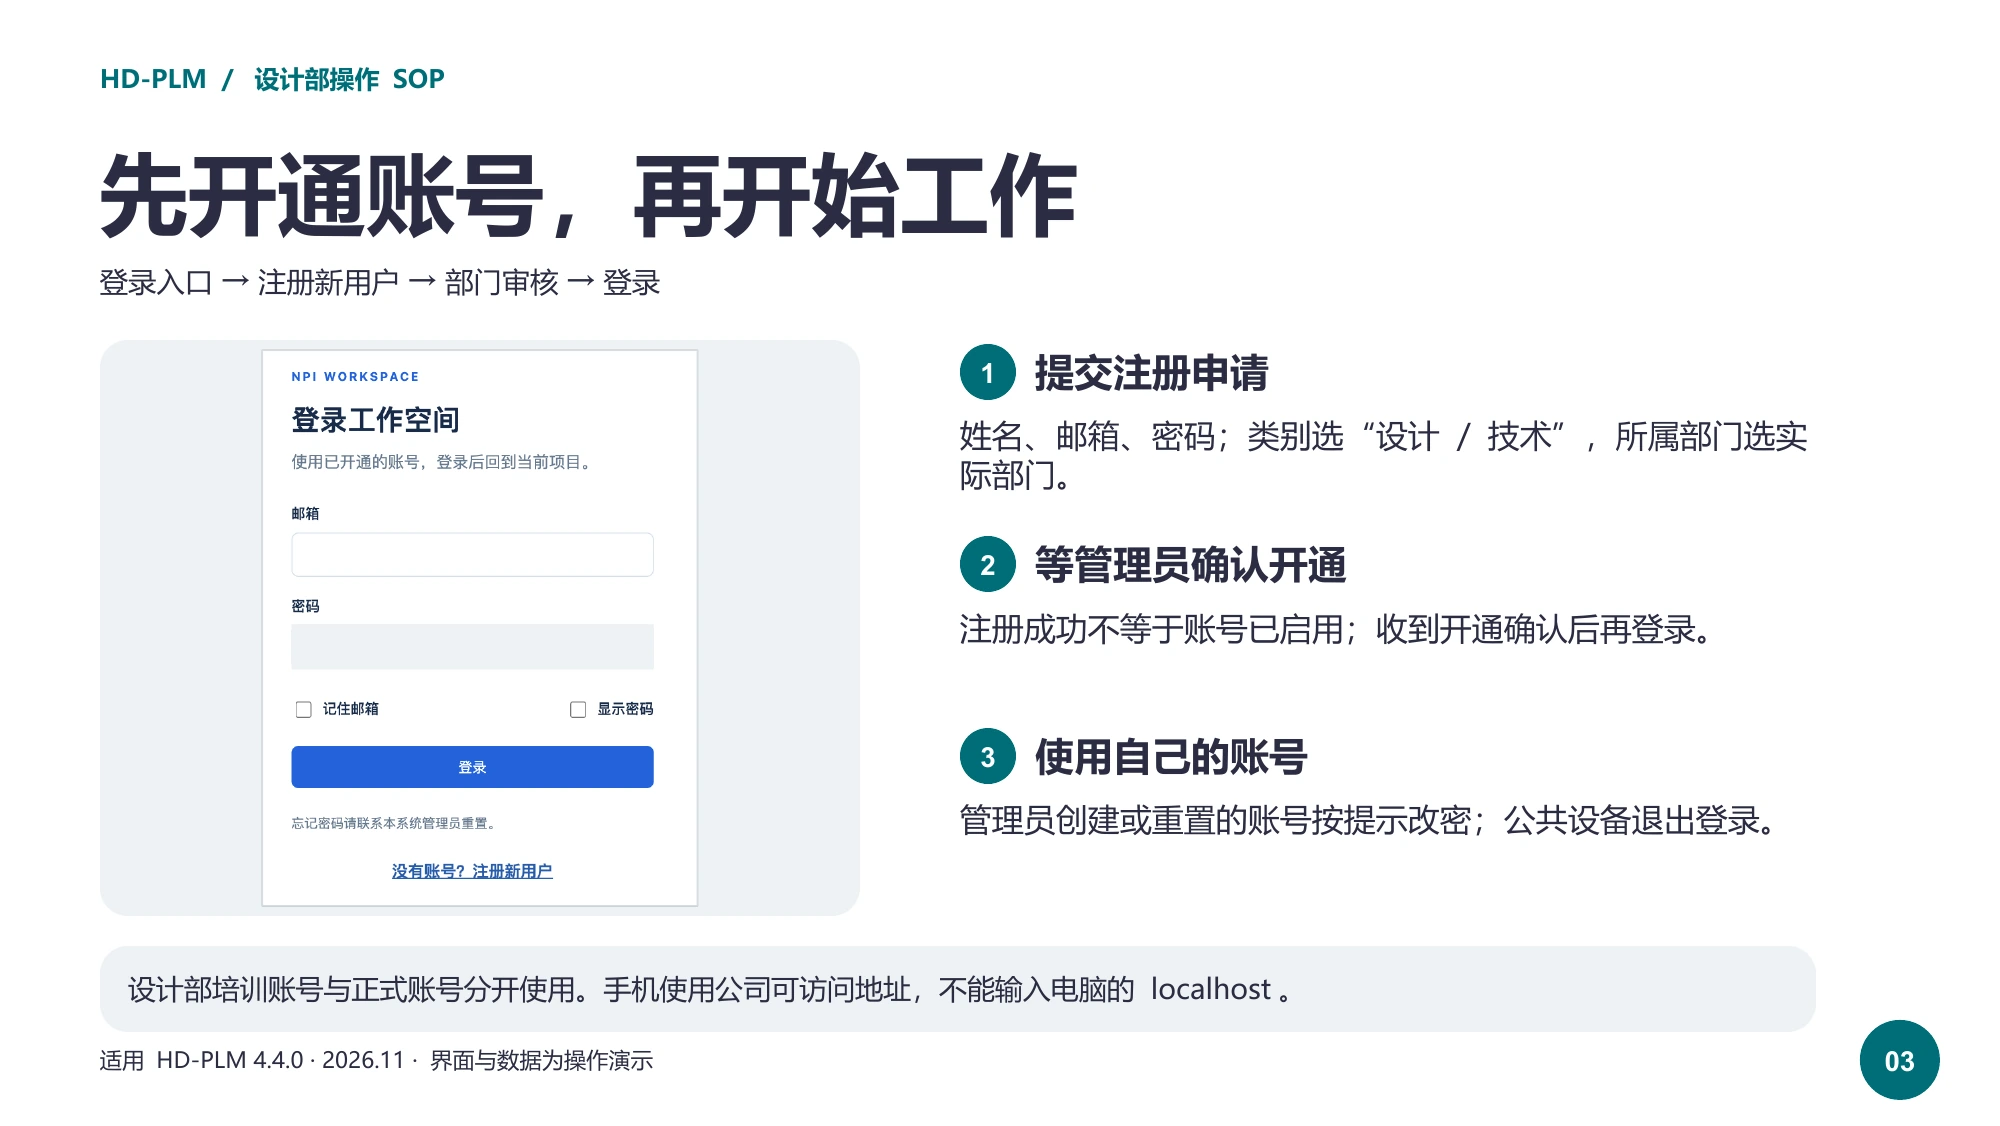 HD-PLM / 设计部操作 SOP
先开通账号，再开始工作
登录入口 → 注册新用户 → 部门审核 → 登录
NPI WORKSPACE
登录工作空间
使用已开通的账号，登录后回到当前项目。
邮箱
密码
记住邮箱
显示密码
登录
忘记密码请联系本系统管理员重置。
没有账号？注册新用户
1 提交注册申请
姓名、邮箱、密码；类别选“设计 / 技术”，所属部门选实
际部门。
2 等管理员确认开通
注册成功不等于账号已启用；收到开通确认后再登录。
3 使用自己的账号
管理员创建或重置的账号按提示改密；公共设备退出登录。
设计部培训账号与正式账号分开使用。手机使用公司可访问地址，不能输入电脑的 localhost 。
适用 HD-PLM 4.4.0 · 2026.11 · 界面与数据为操作演示
03